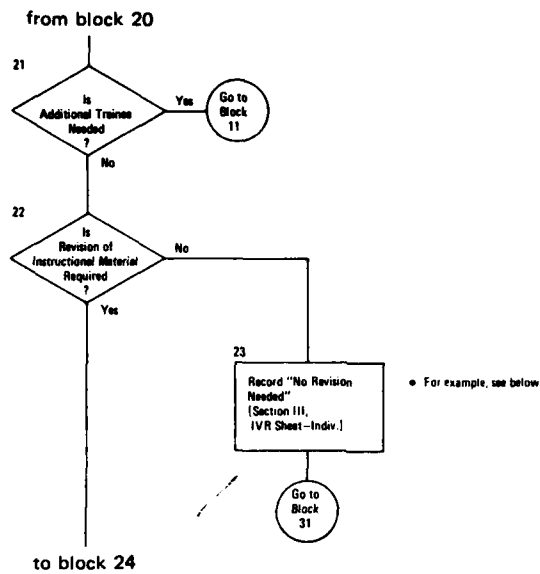 from block 20
21
Is
Additional Trainee
Needed
?
Yes
Go to
Block
11
No
22
Is
Revision of
Instructional Material
Required
?
No
Yes
23
Record "No Revision
Needed"
[Section III,
IVR Sheet-Indiv.]
• For example, see below
Go to
Block
31
to block 24